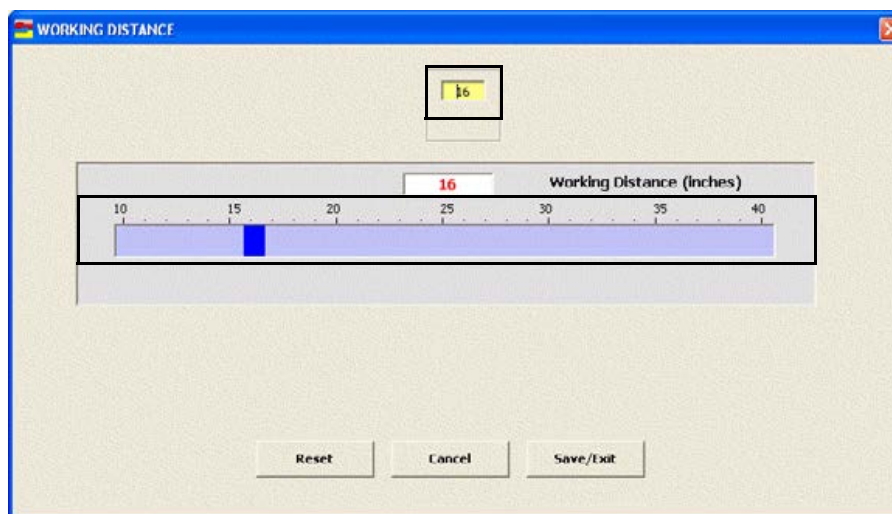 WORKING DISTANCE
16
16 Working Distance (inches)
10 15 20 25 30 35 40
Reset Cancel Save/Exit